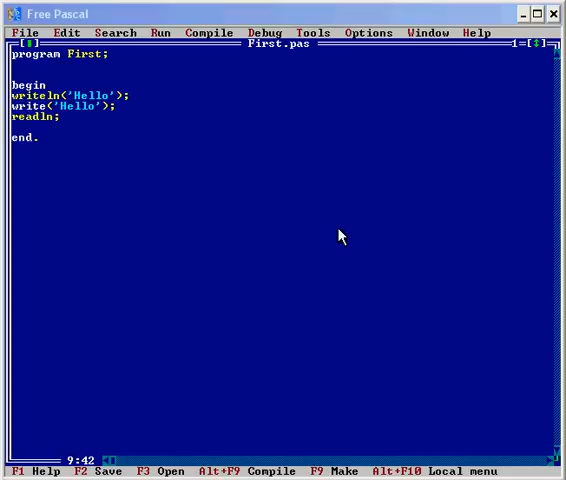 Free Pascal
File Edit Search Run Compile Debug Tools Options Window Help
First.pas 1
program First;
begin
writeln('Hello');
write('Hello');
readln;
end.
9:42
F1 Help F2 Save F3 Open Alt+F9 Compile F9 Make Alt+F10 Local menu